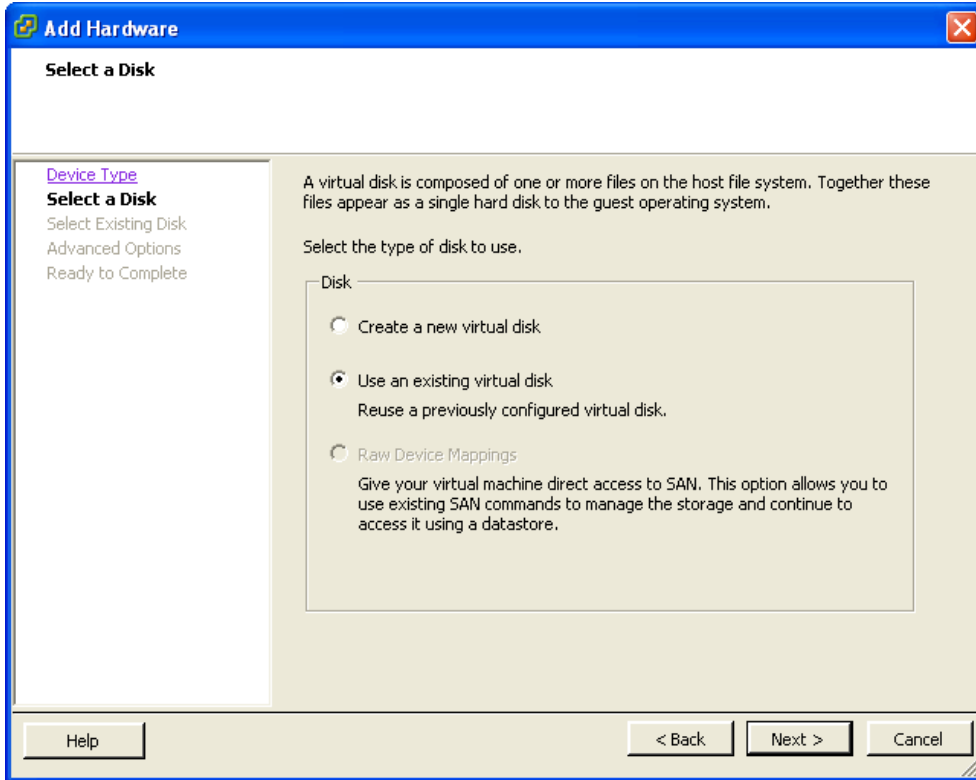 Add Hardware
Select a Disk
Device Type
Select a Disk
Select Existing Disk
Advanced Options
Ready to Complete
A virtual disk is composed of one or more files on the host file system. Together these
files appear as a single hard disk to the guest operating system.
Select the type of disk to use.
Disk
Create a new virtual disk
Use an existing virtual disk
Reuse a previously configured virtual disk.
Raw Device Mappings
Give your virtual machine direct access to SAN. This option allows you to
use existing SAN commands to manage the storage and continue to
access it using a datastore.
Help
< Back
Next >
Cancel